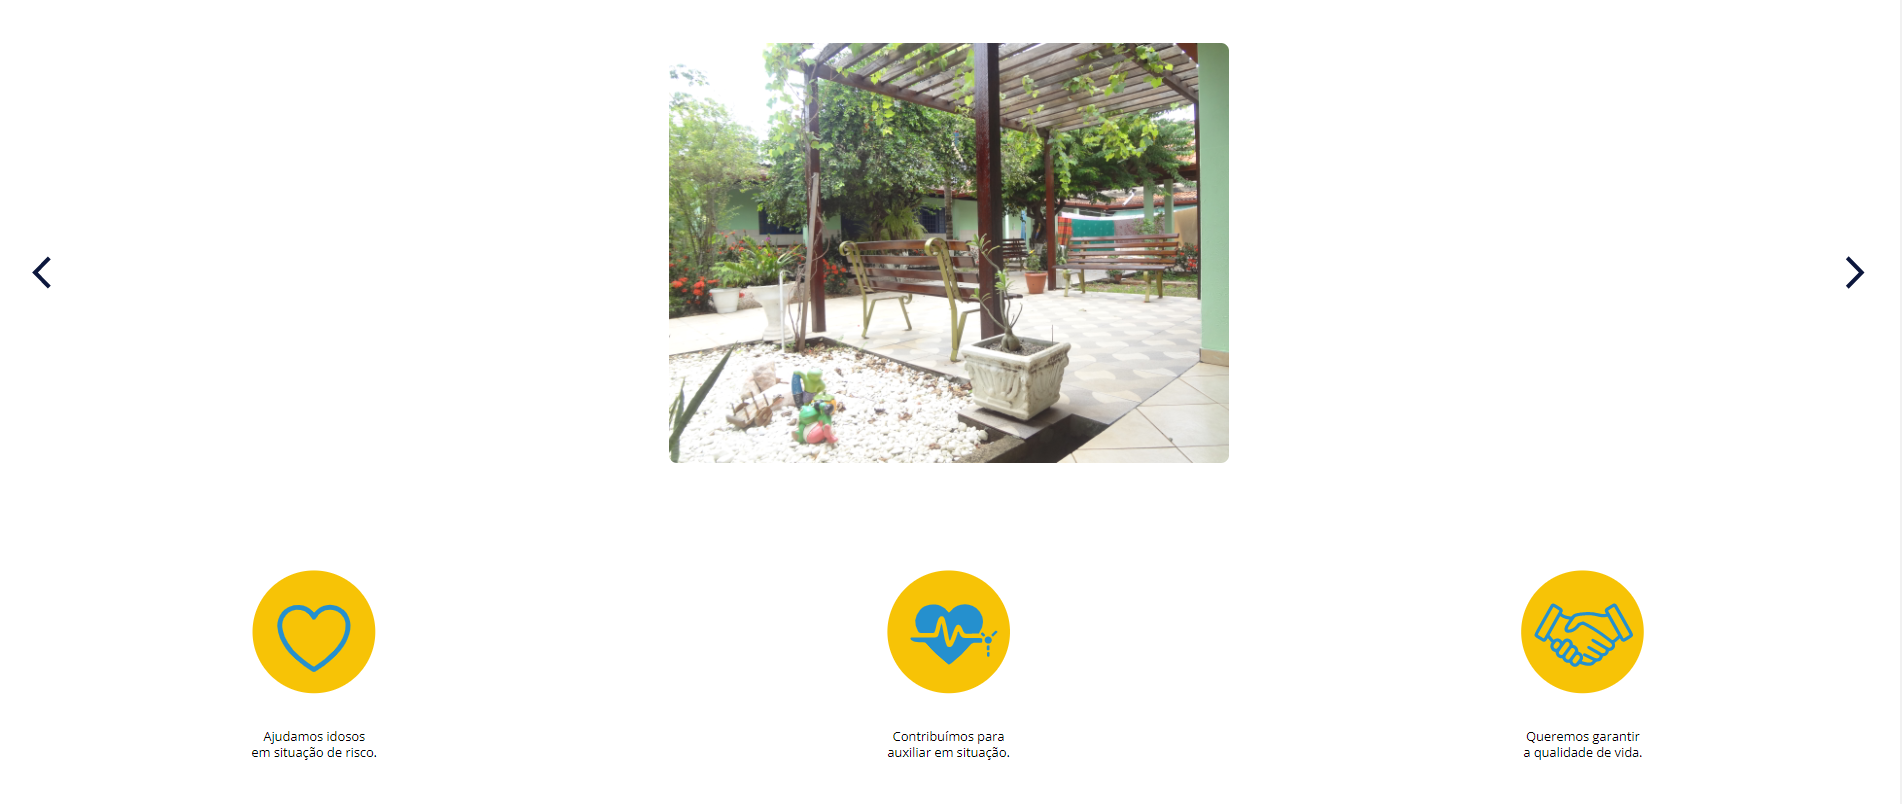 Ajudamos idosos
em situação de risco.
Contribuímos para
auxiliar em situação.
Queremos garantir
a qualidade de vida.